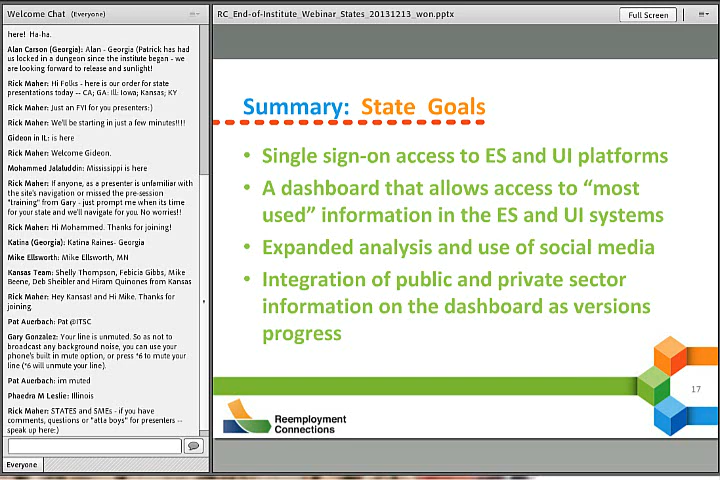 Welcome Chat (Everyone)
here!  Ha-ha.
Alan Carson (Georgia): Alan - Georgia (Patrick has had
us locked in a dungeon since the institute began - we
are looking forward to release and sunlight!
Rick Maher: Hi Folks - here is our order for state
presentations today -- CA; GA: Ill: Iowa; Kansas; KY
Rick Maher: Just an FYI for you presenters:)
Rick Maher: We'll be starting in just a few minutes!!!!
Gideon in IL: is here
Rick Maher: Welcome Gideon.
Mohammed Jalaluddin: Mississippi is here
Rick Maher: If anyone, as a presenter is unfamiliar with
the site's navigation or missed the pre-session
"training" from Gary - just prompt me when its time
for your state and we'll navigate for you. No worries!!
Rick Maher: Hi Mohammed. Thanks for joining!
Katina (Georgia): Katina Raines- Georgia
Mike Ellsworth: Mike Ellsworth, MN
Kansas Team: Shelly Thompson, Febicia Gibbs, Mike
Beene, Deb Sheibler and Hiram Quinones from Kansas
Rick Maher: Hey Kansas! and Hi Mike. Thanks for
joining.
Pat Auerbach: Pat @ITSC
Gary Gonzalez: Your line is unmuted. So as not to
broadcast any background noise, you can use your
phone's built in mute option, or press *6 to mute your
line (*6 will unmute your line).
Pat Auerbach: im muted
Phaedra M Leslie: Illinois
Rick Maher: STATES and SMEs - if you have
comments, questions or "atta boys" for presenters --
speak up here:)
Everyone
RC_End-of-Institute_Webinar_States_20131213_won.pptx
Full Screen
Summary: State Goals
• Single sign-on access to ES and UI platforms
• A dashboard that allows access to “most
used” information in the ES and UI systems
• Expanded analysis and use of social media
• Integration of public and private sector
information on the dashboard as versions
progress
17
Reemployment
Connections